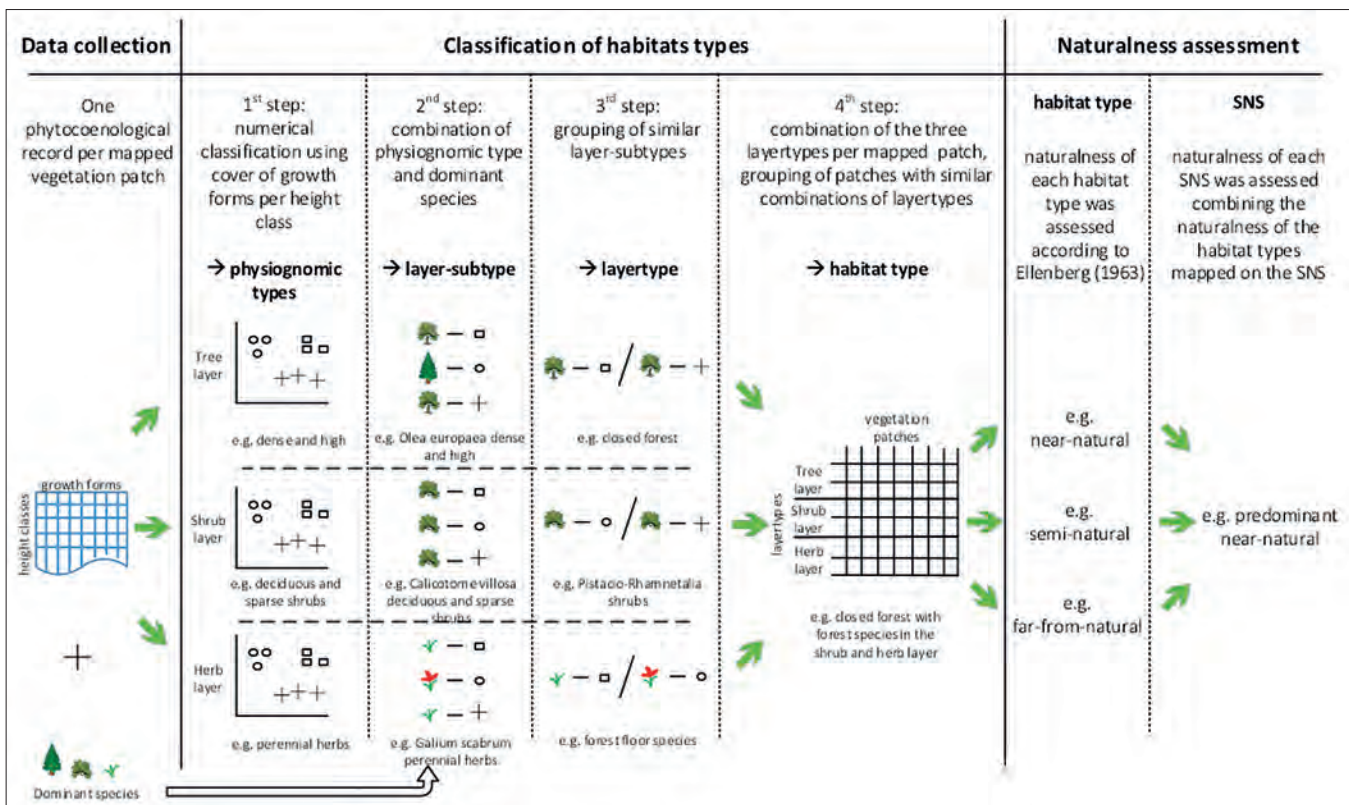 Data collection
Classification of habitats types
Naturalness assessment
One
phytocoenological
record per mapped
vegetation patch
growth forms
height classes
Dominant species
1st step:
numerical
classification using
cover of growth
forms per height
class
→ physiognomic
types
Tree
layer
e.g. dense and high
Shrub
layer
e.g. deciduous and
sparse shrubs
Herb
layer
e.g. perennial herbs
2nd step:
combination of
physiognomic type
and dominant
species
→ layer-subtype
e.g. Olea europaea dense
and high
e.g. Calicotome villosa
deciduous and sparse
shrubs
e.g. Galium scabrum
perennial herbs.
3rd step:
grouping of similar
layer-subtypes
→ layertype
e.g. closed forest
e.g. Pistacio-Rhamnetalia
shrubs
e.g. forest floor species
4th step:
combination of the three
layertypes per mapped patch,
grouping of patches with similar
combinations of layertypes
→ habitat type
vegetation
patches
layertypes
Tree
layer
Shrub
layer
Herb
layer
e.g. closed forest with
forest species in the
shrub and herb layer
habitat type
naturalness of
each habitat
type was
assessed
according to
Ellenberg (1963)
e.g.
near-natural
e.g.
semi-natural
e.g.
far-from-natural
SNS
naturalness of each
SNS was assessed
combining the
naturalness of the
habitat types
mapped on the SNS
e.g. predominant
near-natural